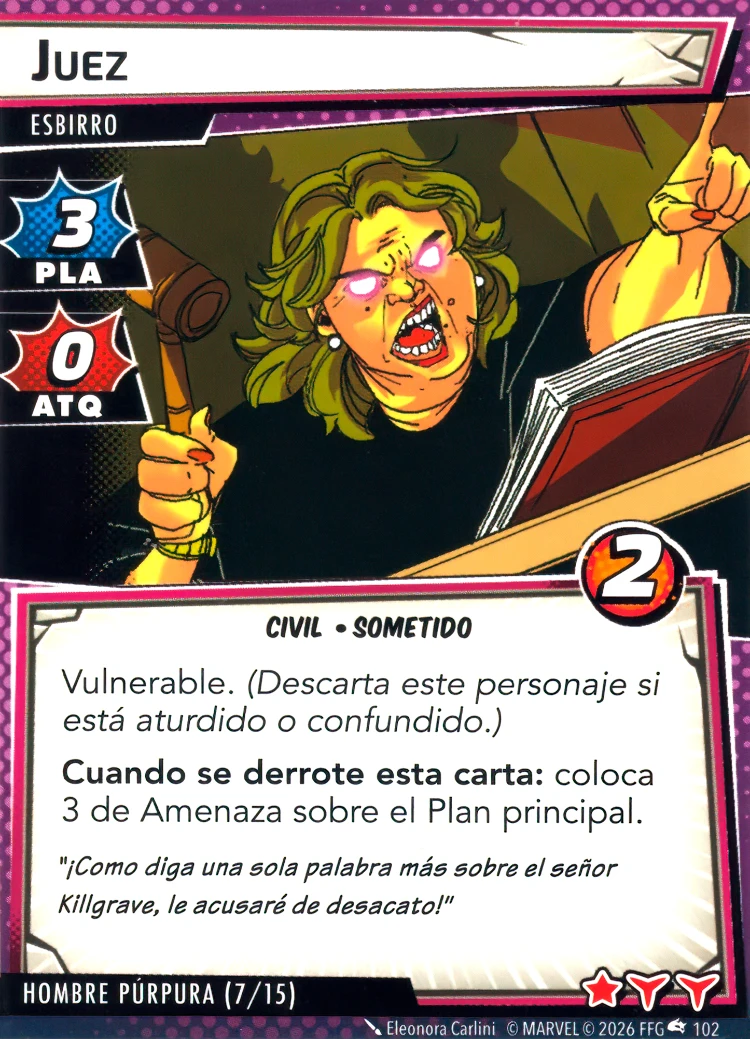 Juez
ESBIRRO
3
PLA
0
ATQ
2
CIVIL • SOMETIDO
Vulnerable. (Descarta este personaje si
está aturdido o confundido.)
Cuando se derrote esta carta: coloca
3 de Amenaza sobre el Plan principal.
"¡Como diga una sola palabra más sobre el señor
Killgrave, le acusaré de desacato!"
HOMBRE PÚRPURA (7/15)
Eleonora Carlini © MARVEL © 2026 FFG 102